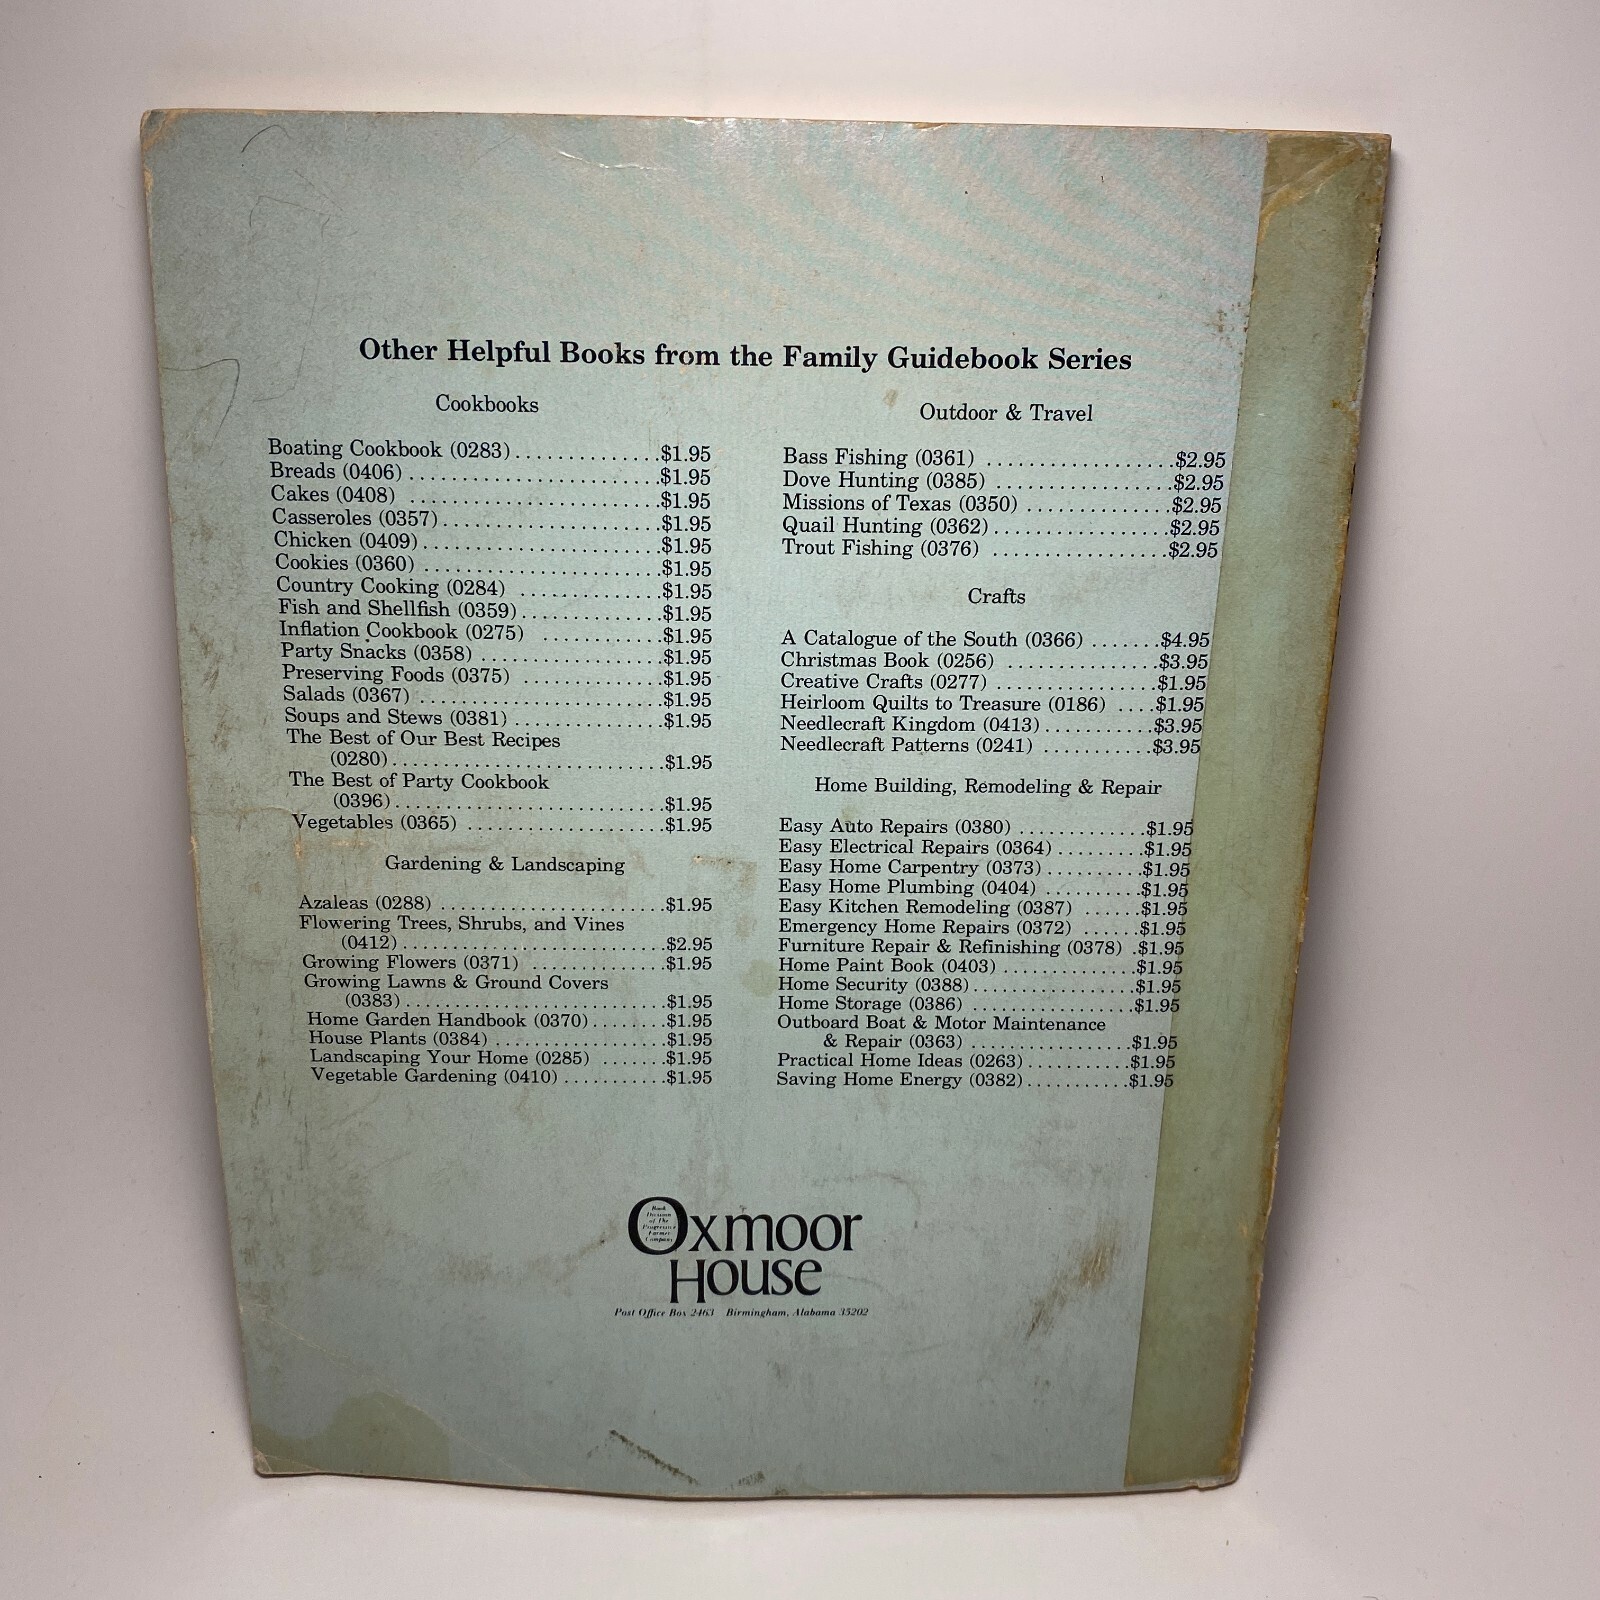 Other Helpful Books from the Family Guidebook Series
Cookbooks
Boating Cookbook (0283)..............$1.95
Breads (0406)..........................$1.95
Cakes (0408) ..........................$1.95
Casseroles (0357)......................$1.95
Chicken (0409)........................$1.95
Cookies (0360) ........................$1.95
Country Cooking (0284) ..............$1.95
Fish and Shellfish (0359)..............$1.95
Inflation Cookbook (0275) ............$1.95
Party Snacks (0358) ..................$1.95
Preserving Foods (0375) ..............$1.95
Salads (0367) ........................$1.95
Soups and Stews (0381) ...............$1.95
The Best of Our Best Recipes
(0280)...........................$1.95
The Best of Party Cookbook
(0396)...........................$1.95
Vegetables (0365) ....................$1.95
Gardening & Landscaping
Azaleas (0288) .......................$1.95
Flowering Trees, Shrubs, and Vines
(0412)...........................$2.95
Growing Flowers (0371) ..............$1.95
Growing Lawns & Ground Covers
(0383)...........................$1.95
Home Garden Handbook (0370)........$1.95
House Plants (0384) ..................$1.95
Landscaping Your Home (0285) .......$1.95
Vegetable Gardening (0410) ...........$1.95
Outdoor & Travel
Bass Fishing (0361) ..................$2.95
Dove Hunting (0385) .................$2.95
Missions of Texas (0350) ..............$2.95
Quail Hunting (0362).................$2.95
Trout Fishing (0376) .................$2.95
Crafts
A Catalogue of the South (0366) .......$4.95
Christmas Book (0256) ...............$3.95
Creative Crafts (0277) ................$1.95
Heirloom Quilts to Treasure (0186) ....$1.95
Needlecraft Kingdom (0413)...........$3.95
Needlecraft Patterns (0241) ...........$3.95
Home Building, Remodeling & Repair
Easy Auto Repairs (0380) .............$1.95
Easy Electrical Repairs (0364).........$1.95
Easy Home Carpentry (0373)..........$1.95
Easy Home Plumbing (0404) ..........$1.95
Easy Kitchen Remodeling (0387) ......$1.95
Emergency Home Repairs (0372) ......$1.95
Furniture Repair & Refinishing (0378) .$1.95
Home Paint Book (0403) ..............$1.95
Home Security (0388).................$1.95
Home Storage (0386) .................$1.95
Outboard Boat & Motor Maintenance
& Repair (0363) .................$1.95
Practical Home Ideas (0263)............$1.95
Saving Home Energy (0382)...........$1.95
Book
Division
of The
Progressive
Farmer
Company
Oxmoor
House
Post Office Box 2463 Birmingham, Alabama 35202